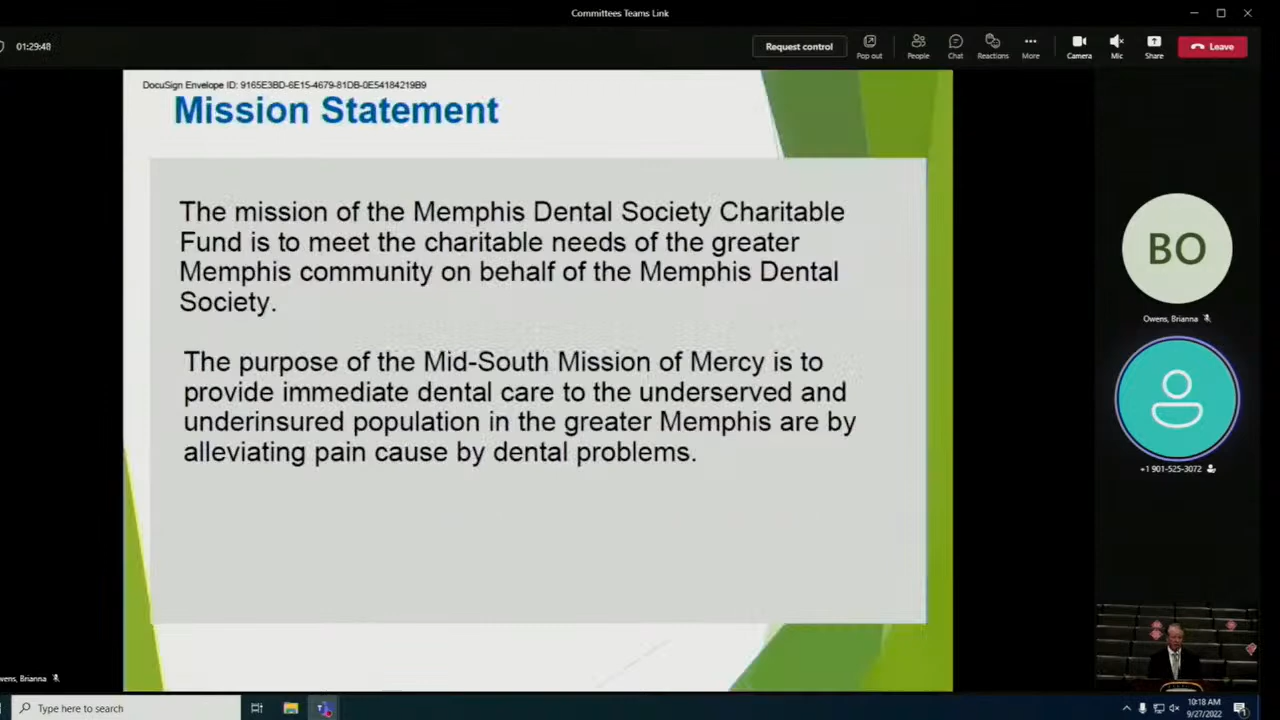 Committees Teams Link
01:29:48
Request control
Pop out
People
Chat
Reactions
More
Camera
Mic
Share
Leave
DocuSign Envelope ID: 9165E3BD-6E15-4679-81DB-0E54184219B9
Mission Statement
The mission of the Memphis Dental Society Charitable
Fund is to meet the charitable needs of the greater
Memphis community on behalf of the Memphis Dental
Society.
The purpose of the Mid-South Mission of Mercy is to
provide immediate dental care to the underserved and
underinsured population in the greater Memphis are by
alleviating pain cause by dental problems.
BO
Owens, Brianna
+1 901-525-3072
wens, Brianna
Type here to search
10:18 AM
9/27/2022